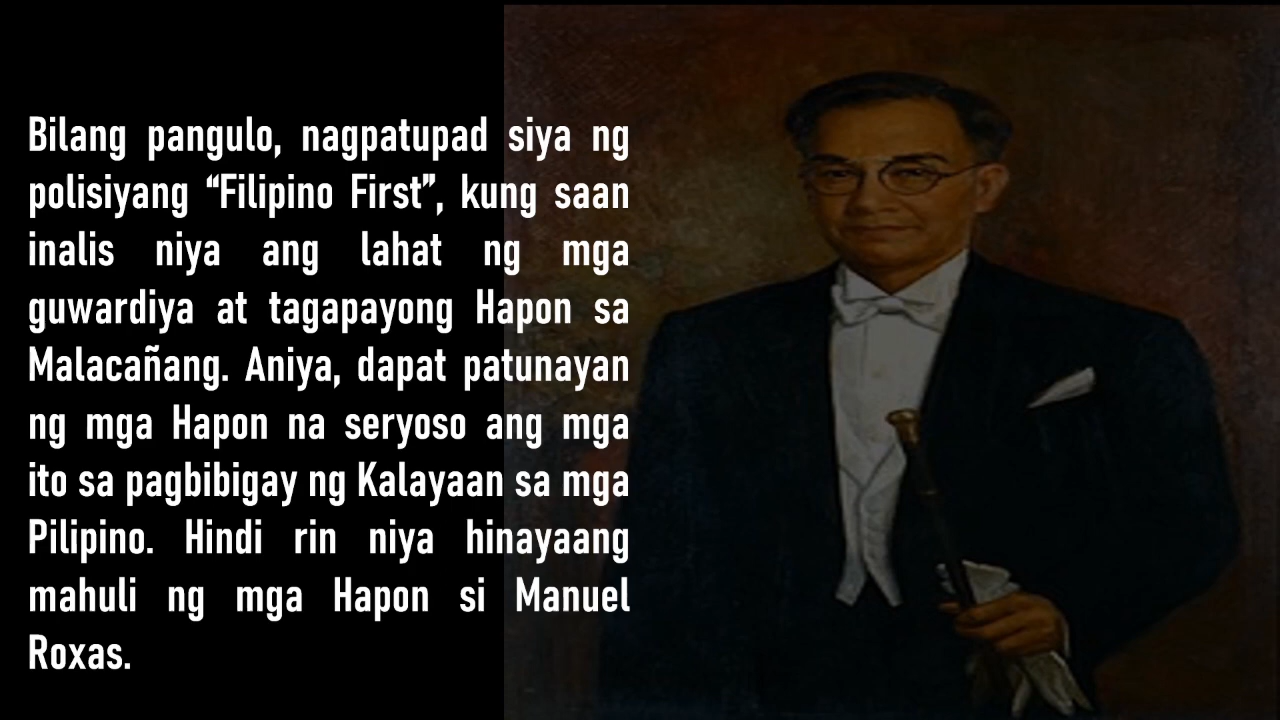 Bilang pangulo, nagpatupad siya ng
polisiyang “Filipino First”, kung saan
inalis niya ang lahat ng mga
guwardiya at tagapayong Hapon sa
Malacañang. Aniya, dapat patunayan
ng mga Hapon na seryoso ang mga
ito sa pagbibigay ng Kalayaan sa mga
Pilipino. Hindi rin niya hinayaang
mahuli ng mga Hapon si Manuel
Roxas.